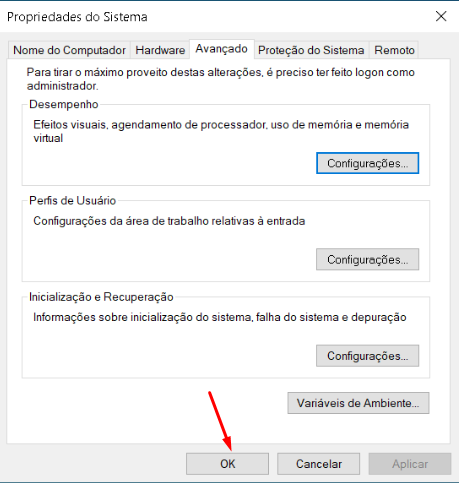 Propriedades do Sistema
Nome do Computador Hardware Avançado Proteção do Sistema Remoto
Para tirar o máximo proveito destas alterações, é preciso ter feito logon como
administrador.
Desempenho
Efeitos visuais, agendamento de processador, uso de memória e memória
virtual
Configurações...
Perfis de Usuário
Configurações da área de trabalho relativas à entrada
Configurações...
Inicialização e Recuperação
Informações sobre inicialização do sistema, falha do sistema e depuração
Configurações...
Variáveis de Ambiente...
OK Cancelar Aplicar